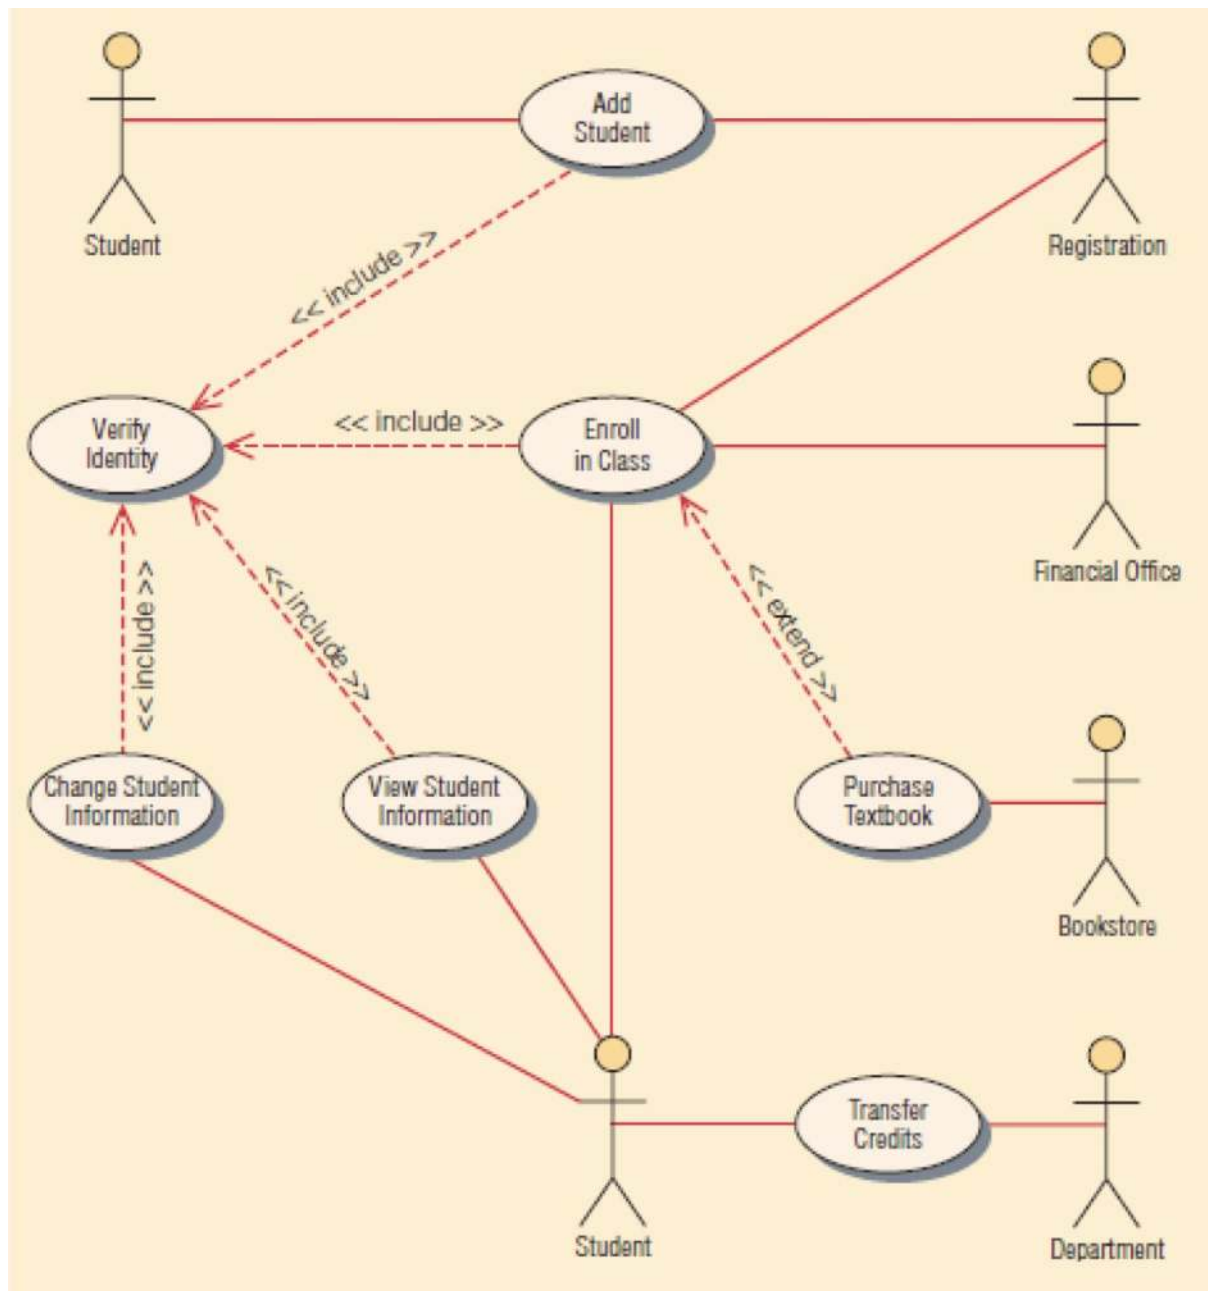 Add
Student
Student
Registration
<< include >>
Verify
Identity
<< include >>
Enroll
in Class
Financial Office
<< include >>
<< include >>
<< extend >>
Change Student
Information
View Student
Information
Purchase
Textbook
Bookstore
Transfer
Credits
Student
Department